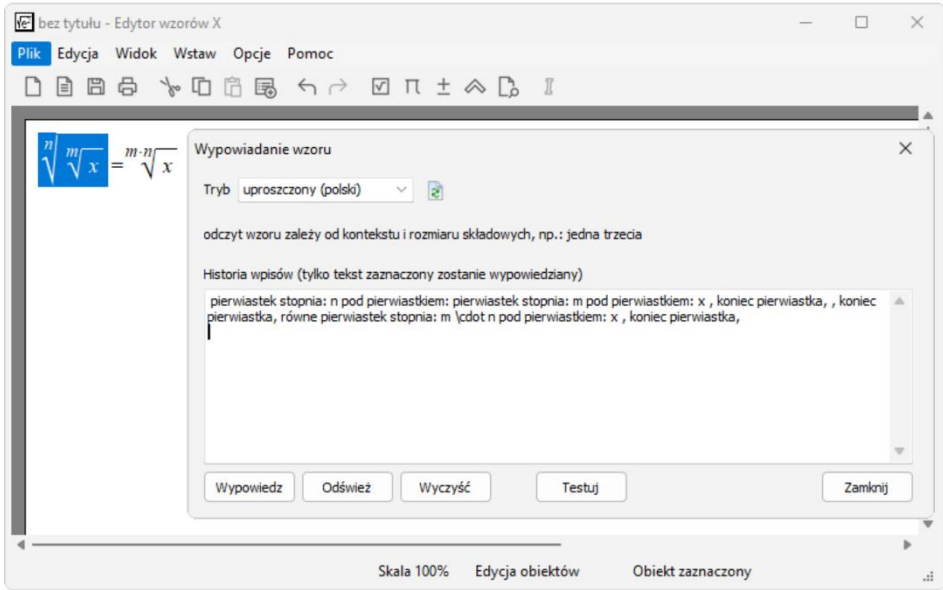 bez tytułu - Edytor wzorów X
Plik Edycja Widok Wstaw Opcje Pomoc
n√ m√x = m·n√x
Wypowiadanie wzoru
Tryb uproszczony (polski)
odczyt wzoru zależy od kontekstu i rozmiaru składowych, np.: jedna trzecia
Historia wpisów (tylko tekst zaznaczony zostanie wypowiedziany)
pierwiastek stopnia: n pod pierwiastkiem: pierwiastek stopnia: m pod pierwiastkiem: x , koniec pierwiastka, , koniec
pierwiastka, równe pierwiastek stopnia: m \cdot n pod pierwiastkiem: x , koniec pierwiastka,
Wypowiedz Odśwież Wyczyść Testuj Zamknij
Skala 100% Edycja obiektów Obiekt zaznaczony